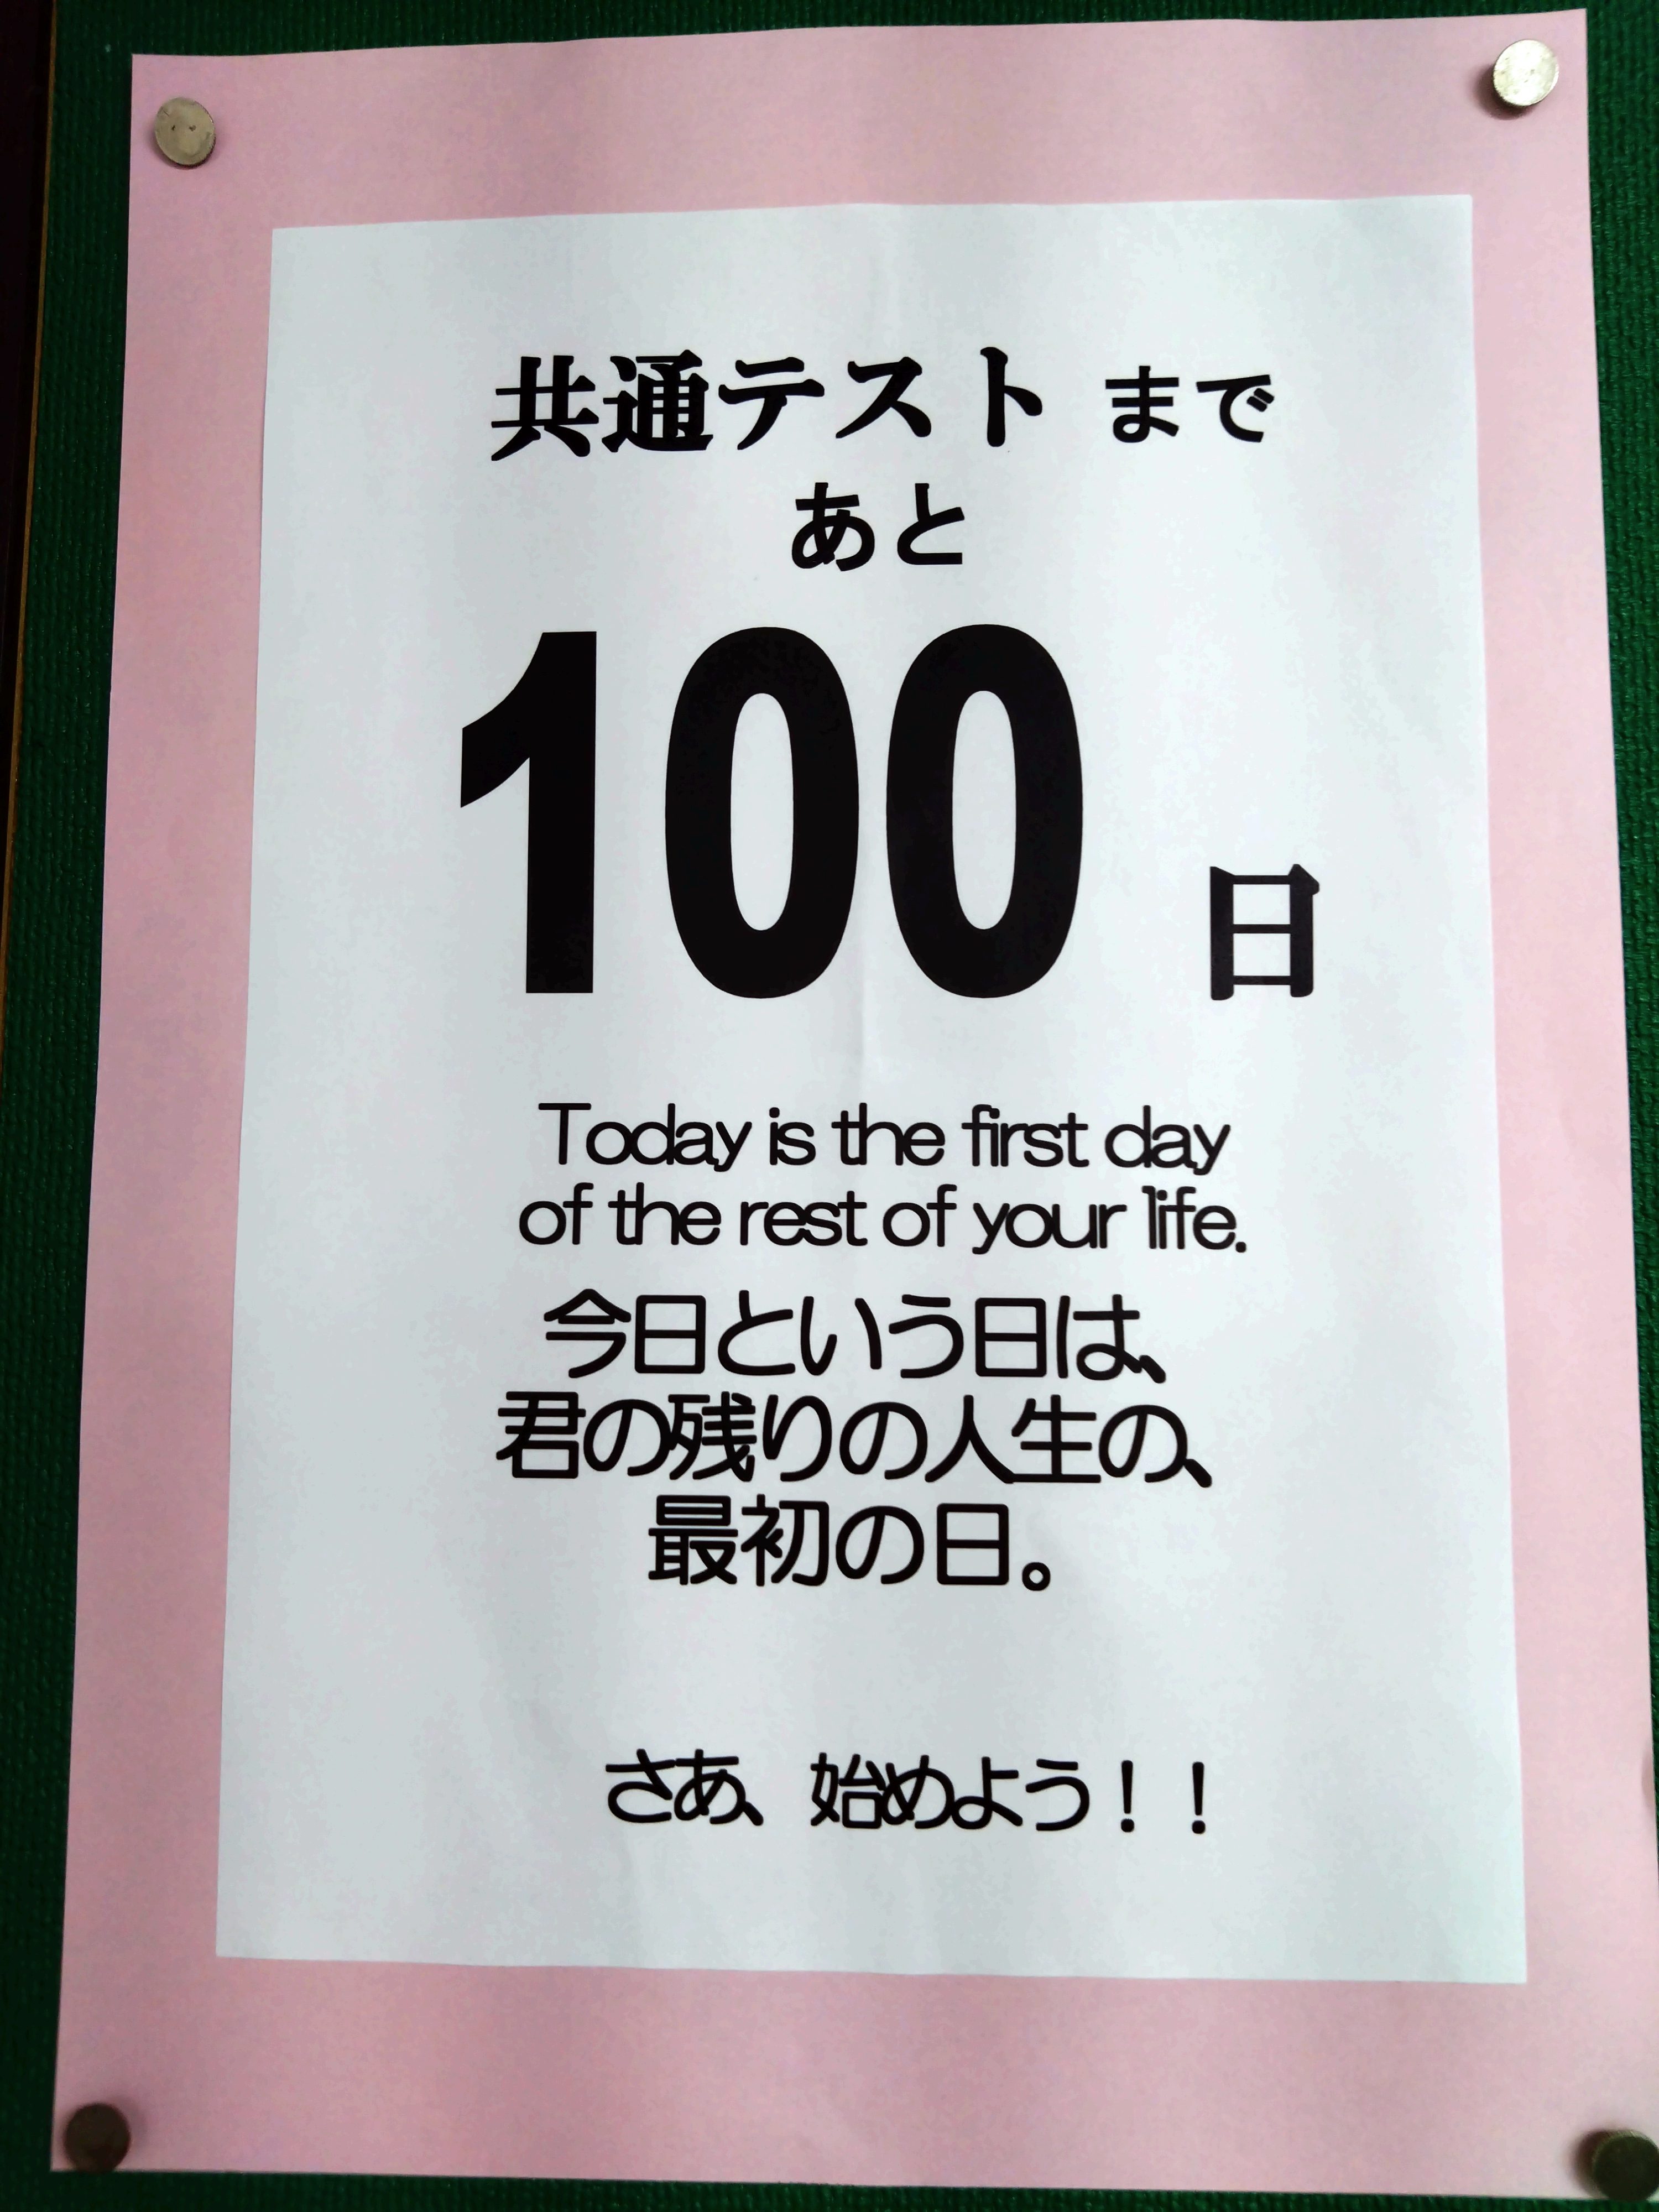 共通テスト まで
あと
100 日
Today is the first day
of the rest of your life.
今日という日は、
君の残りの人生の、
最初の日。
さあ、始めよう！！